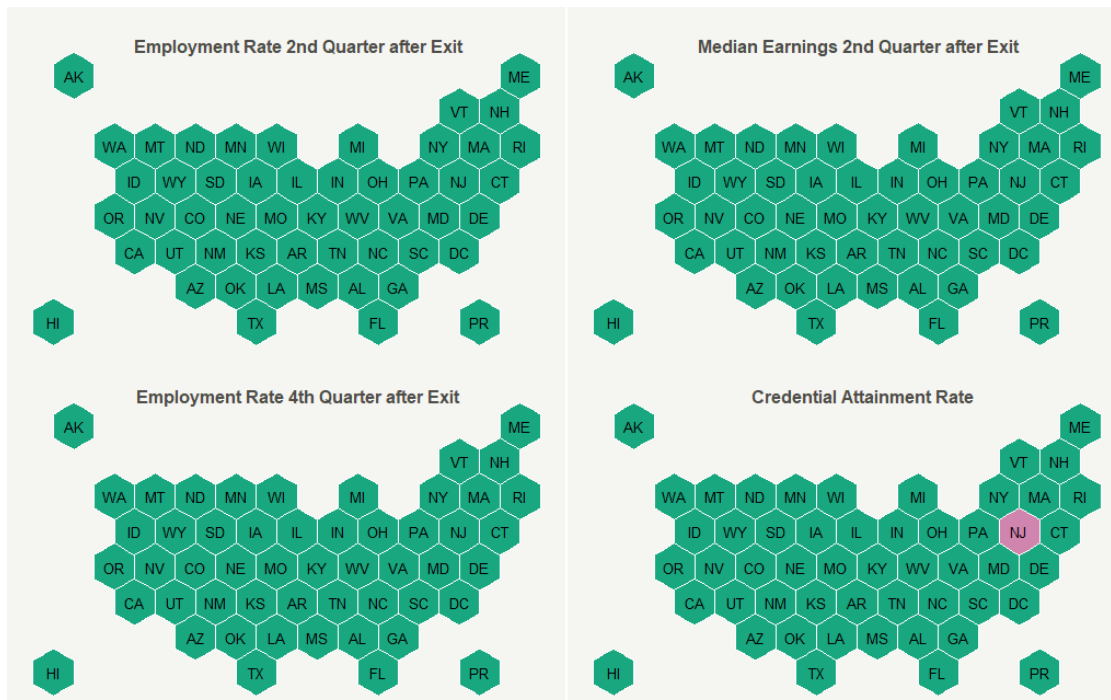 Employment Rate 2nd Quarter after Exit
AK
ME
VT NH
WA MT ND MN WI MI NY MA RI
ID WY SD IA IL IN OH PA NJ CT
OR NV CO NE MO KY WV VA MD DE
CA UT NM KS AR TN NC SC DC
AZ OK LA MS AL GA
HI TX FL PR
Median Earnings 2nd Quarter after Exit
AK
ME
VT NH
WA MT ND MN WI MI NY MA RI
ID WY SD IA IL IN OH PA NJ CT
OR NV CO NE MO KY WV VA MD DE
CA UT NM KS AR TN NC SC DC
AZ OK LA MS AL GA
HI TX FL PR
Employment Rate 4th Quarter after Exit
AK
ME
VT NH
WA MT ND MN WI MI NY MA RI
ID WY SD IA IL IN OH PA NJ CT
OR NV CO NE MO KY WV VA MD DE
CA UT NM KS AR TN NC SC DC
AZ OK LA MS AL GA
HI TX FL PR
Credential Attainment Rate
AK
ME
VT NH
WA MT ND MN WI MI NY MA RI
ID WY SD IA IL IN OH PA NJ CT
OR NV CO NE MO KY WV VA MD DE
CA UT NM KS AR TN NC SC DC
AZ OK LA MS AL GA
HI TX FL PR